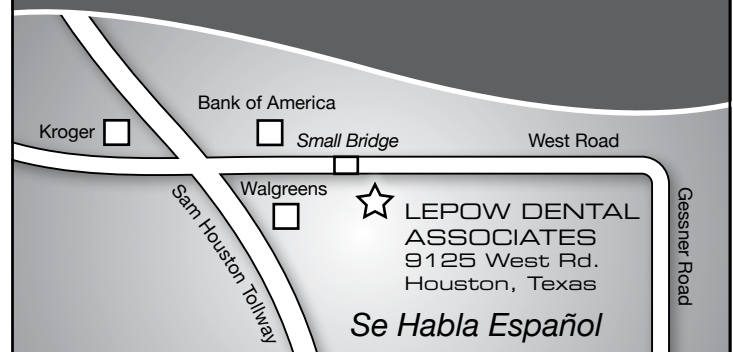 Bank of America
Kroger
Small Bridge
West Road
Walgreens
Sam Houston Tollway
Gessner Road
LEPOW DENTAL
ASSOCIATES
9125 West Rd.
Houston, Texas
Se Habla Español